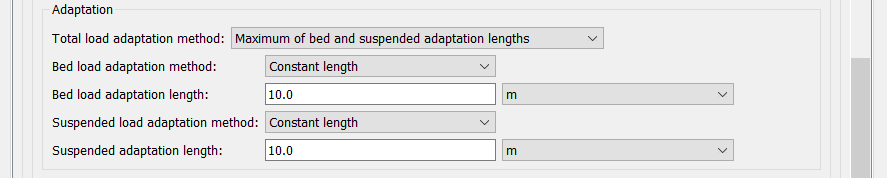 Adaptation
Total load adaptation method: Maximum of bed and suspended adaptation lengths
Bed load adaptation method: Constant length
Bed load adaptation length: 10.0 m
Suspended load adaptation method: Constant length
Suspended adaptation length: 10.0 m